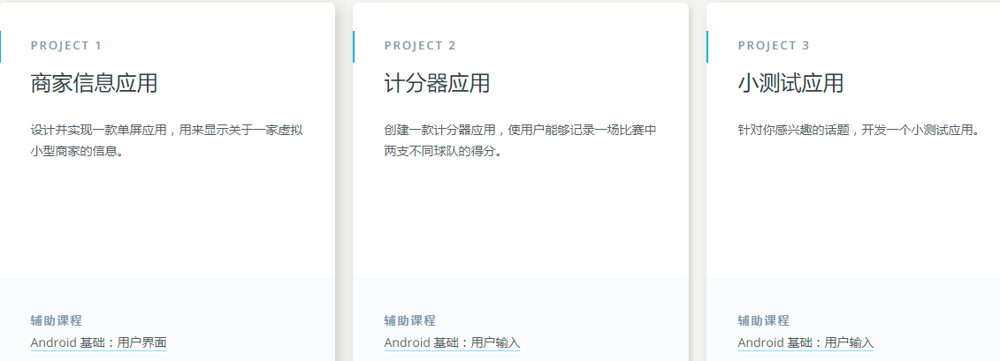 PROJECT 1
商家信息应用
设计并实现一款单屏应用，用来显示关于一家虚拟
小型商家的信息。
辅助课程
Android 基础：用户界面
PROJECT 2
计分器应用
创建一款计分器应用，使用户能够记录一场比赛中
两支不同球队的得分。
辅助课程
Android 基础：用户输入
PROJECT 3
小测试应用
针对你感兴趣的话题，开发一个小测试应用。
辅助课程
Android 基础：用户输入